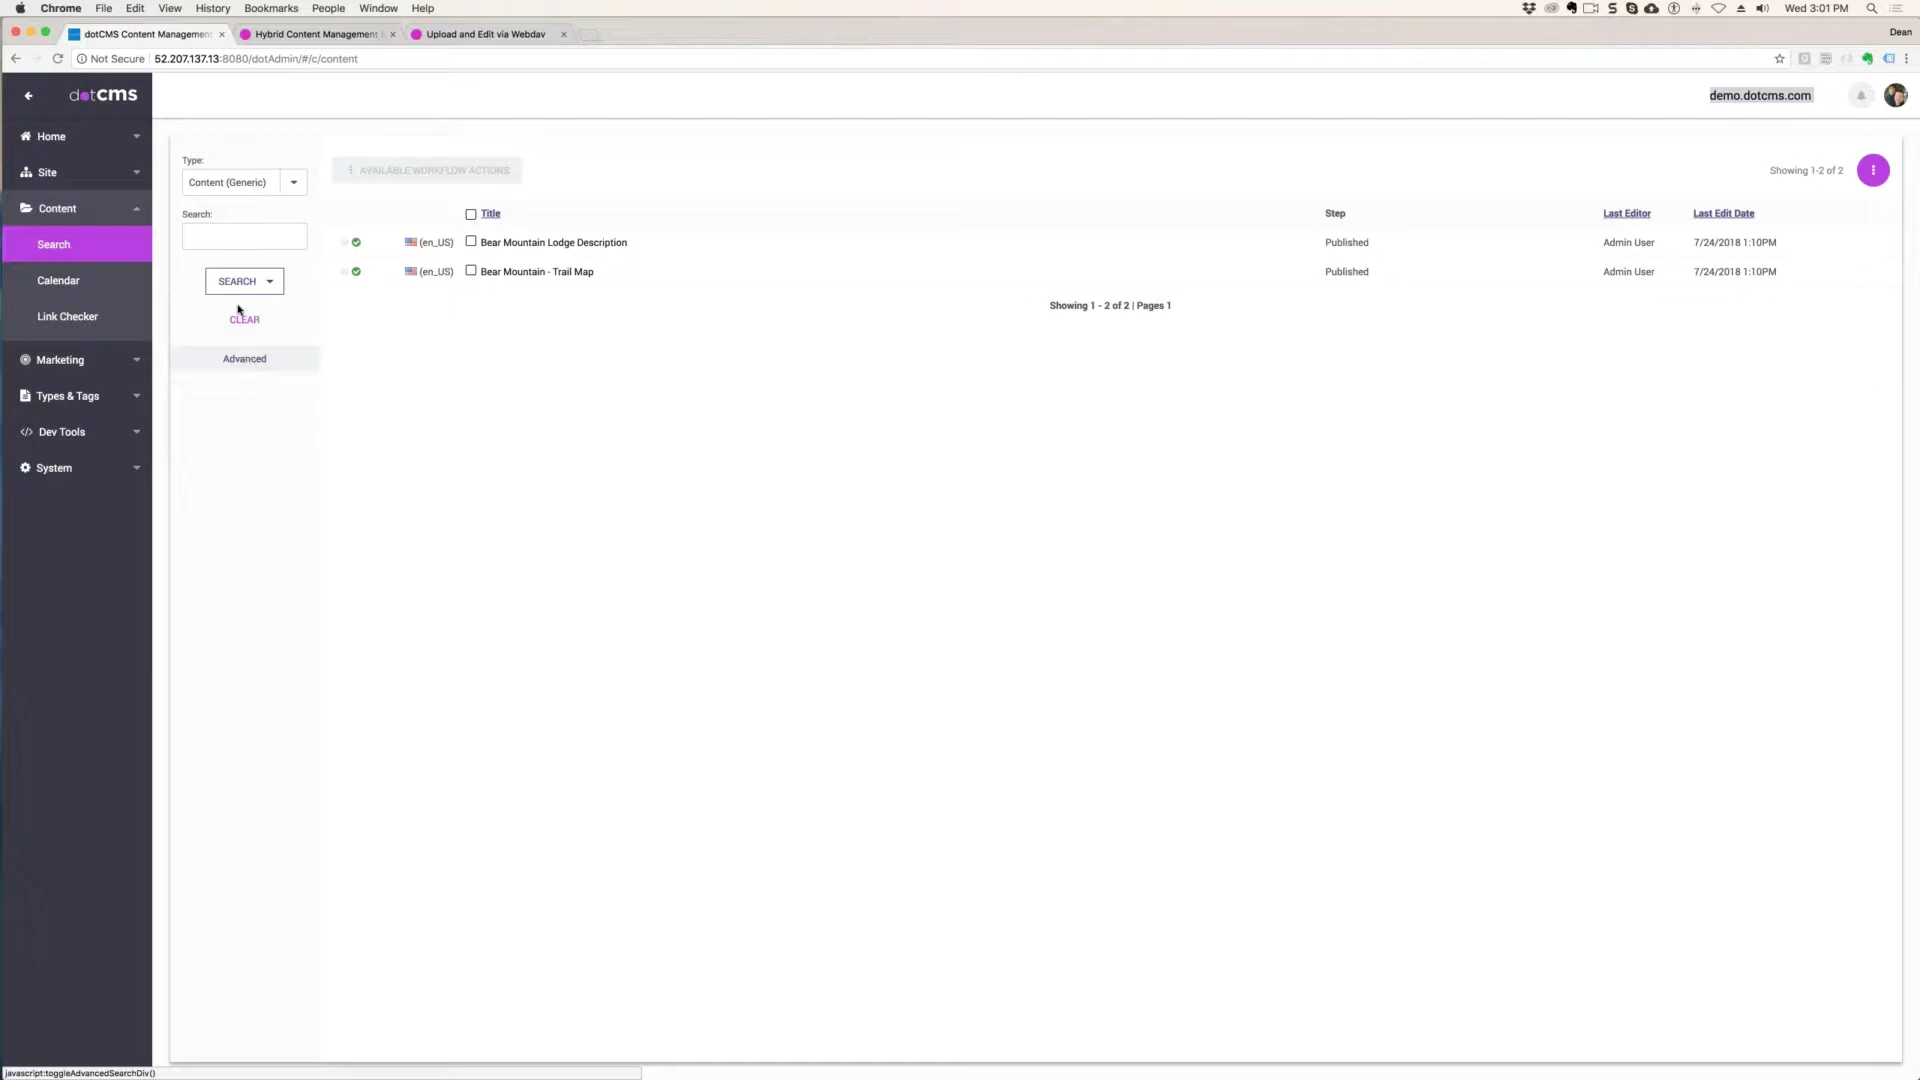 Chrome File Edit View History Bookmarks People Window Help Wed 3:01 PM
dotCMS Content Management Hybrid Content Management Upload and Edit via Webdav Dean
Not Secure 52.207.137.13:8080/dotAdmin/#/c/content
dotCMS
demo.dotcms.com
Home
Site
Content
Search
Calendar
Link Checker
Marketing
Types & Tags
Dev Tools
System
Type:
Content (Generic)
Search:
SEARCH
CLEAR
Advanced
AVAILABLE WORKFLOW ACTIONS
Showing 1-2 of 2
Title Step Last Editor Last Edit Date
(en_US) Bear Mountain Lodge Description Published Admin User 7/24/2018 1:10PM
(en_US) Bear Mountain - Trail Map Published Admin User 7/24/2018 1:10PM
Showing 1 - 2 of 2 | Pages 1
javascript:toggleAdvancedSearchDiv()